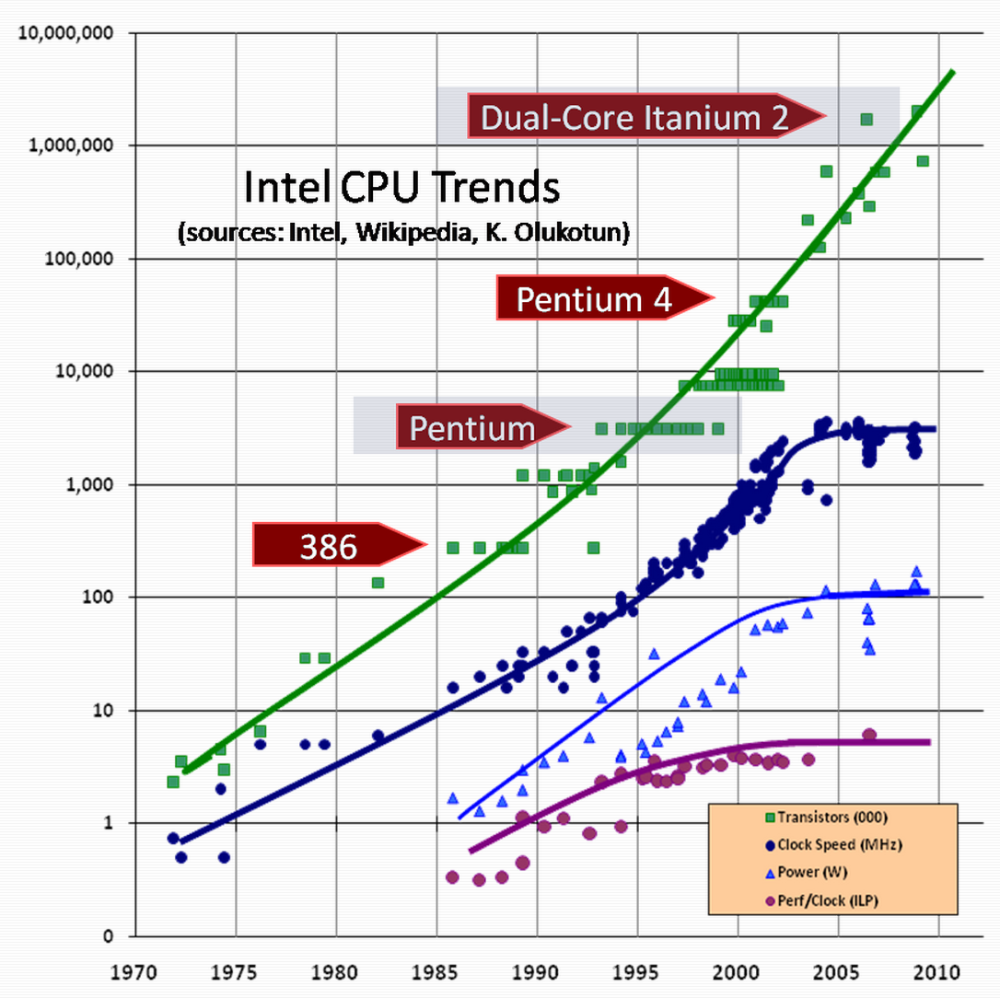 10,000,000
1,000,000
100,000
10,000
1,000
100
10
1
0
Dual-Core Itanium 2
Intel CPU Trends
(sources: Intel, Wikipedia, K. Olukotun)
Pentium 4
Pentium
386
Transistors (000)
Clock Speed (MHz)
Power (W)
Perf/Clock (ILP)
1970 1975 1980 1985 1990 1995 2000 2005 2010